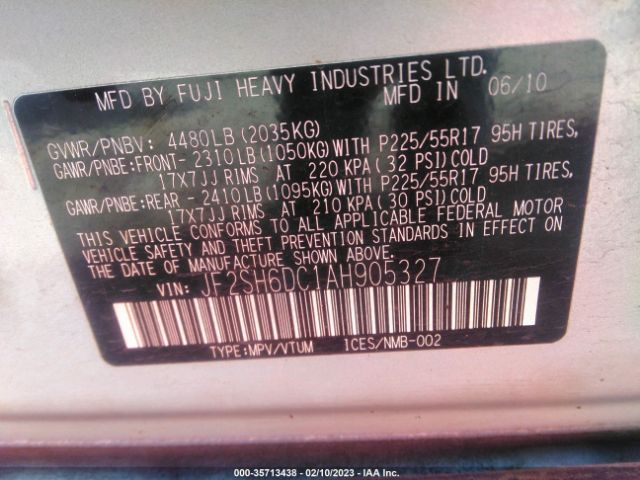 MFD BY FUJI HEAVY INDUSTRIES LTD.
MFD IN 06/10
GVWR/PNBV: 4480LB(2035KG)
GAWR/PNBE:FRONT- 2310LB(1050KG)WITH P225/55R17 95H TIRES,
17X7JJ RIMS AT 220 KPA(32 PSI)COLD
GAWR/PNBE:REAR - 2410LB(1095KG)WITH P225/55R17 95H TIRES,
17X7JJ RIMS AT 210 KPA(30 PSI)COLD
THIS VEHICLE CONFORMS TO ALL APPLICABLE FEDERAL MOTOR
VEHICLE SAFETY AND THEFT PREVENTION STANDARDS IN EFFECT ON
THE DATE OF MANUFACTURE SHOWN ABOVE.
VIN: JF2SH6DC1AH905327
TYPE:MPV/VTUM ICES/NMB-002
000-35713438 - 02/10/2023 - IAA Inc.